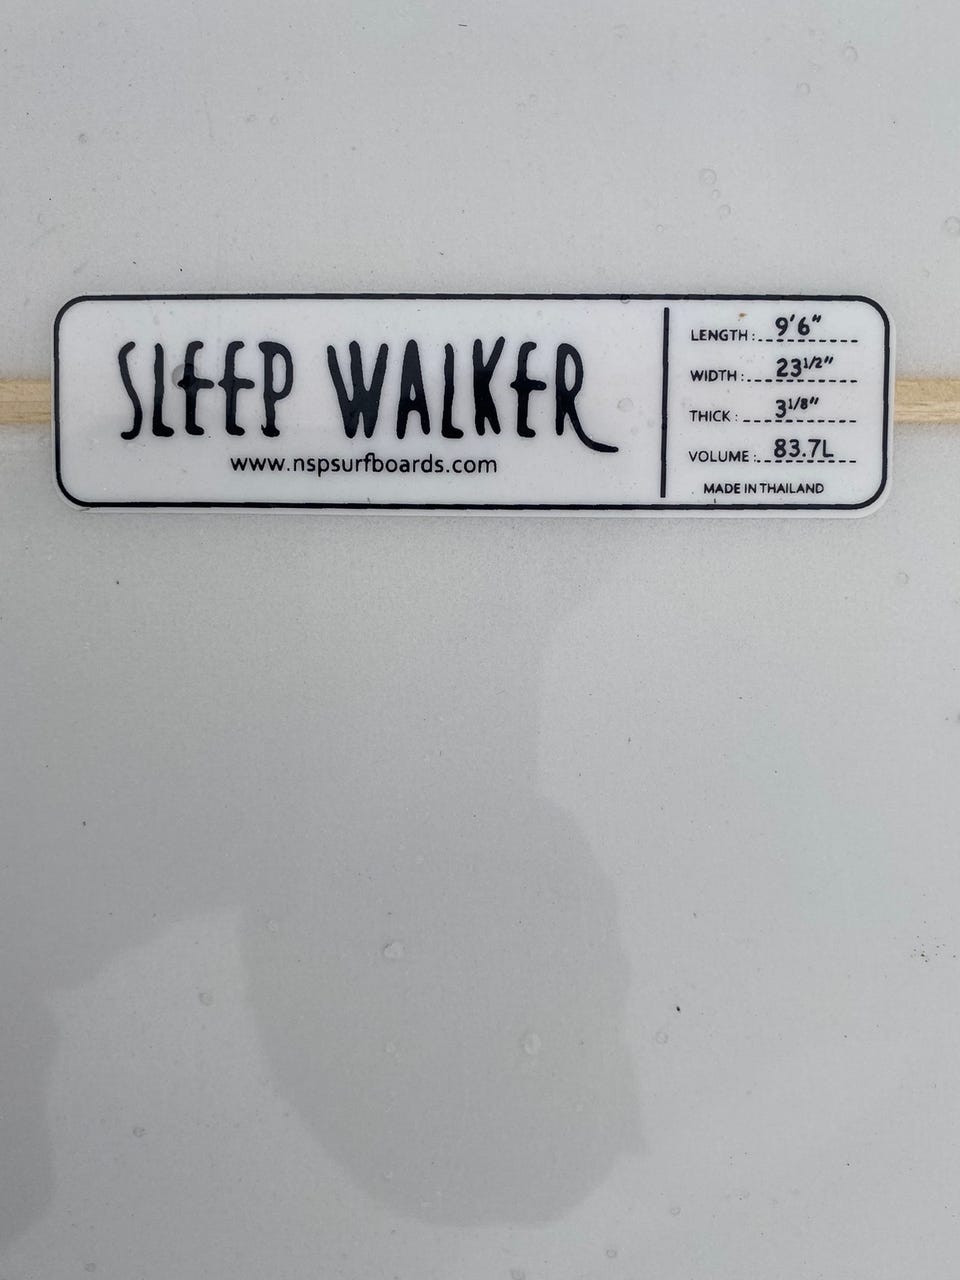 SLEEP WALKER
www.nspsurfboards.com
LENGTH: 9'6"
WIDTH: 23 1/2"
THICK: 3 1/8"
VOLUME: 83.7L
MADE IN THAILAND